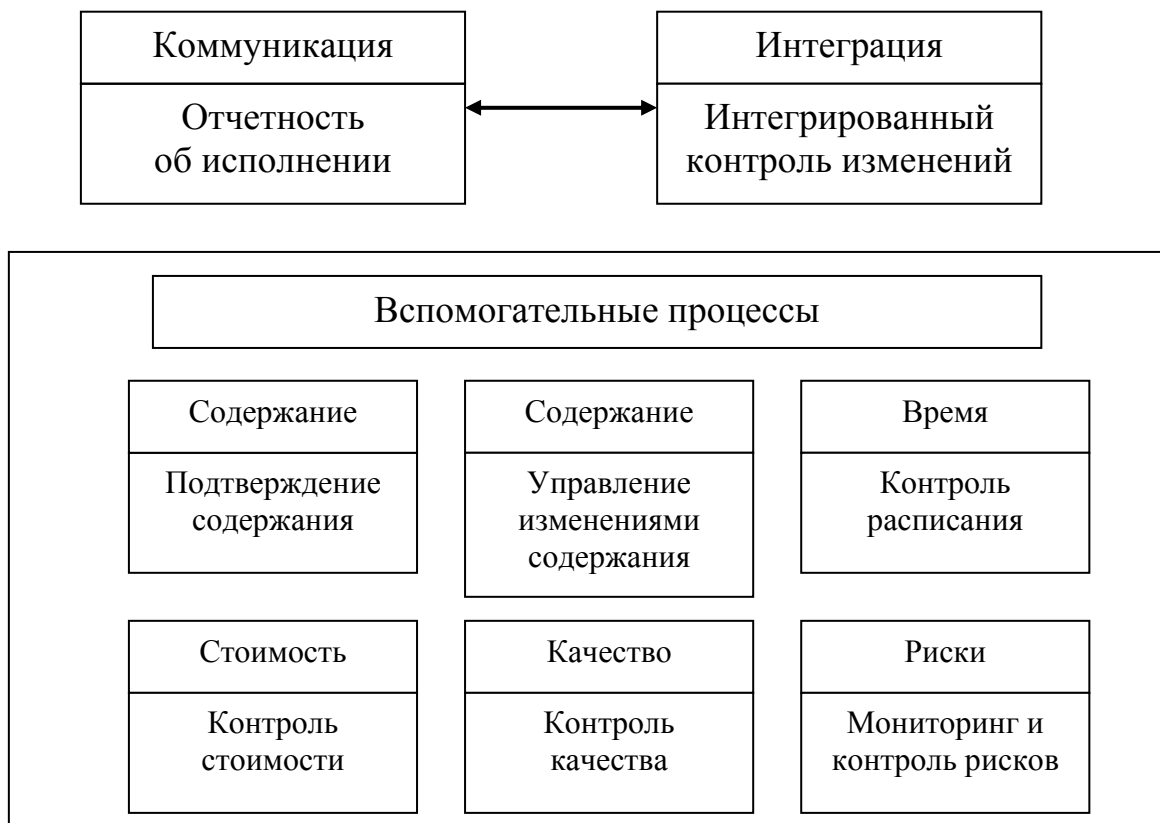 Коммуникация
Отчетность
об исполнении
Интеграция
Интегрированный
контроль изменений
Вспомогательные процессы
Содержание
Подтверждение
содержания
Содержание
Управление
изменениями
содержания
Время
Контроль
расписания
Стоимость
Контроль
стоимости
Качество
Контроль
качества
Риски
Мониторинг и
контроль рисков